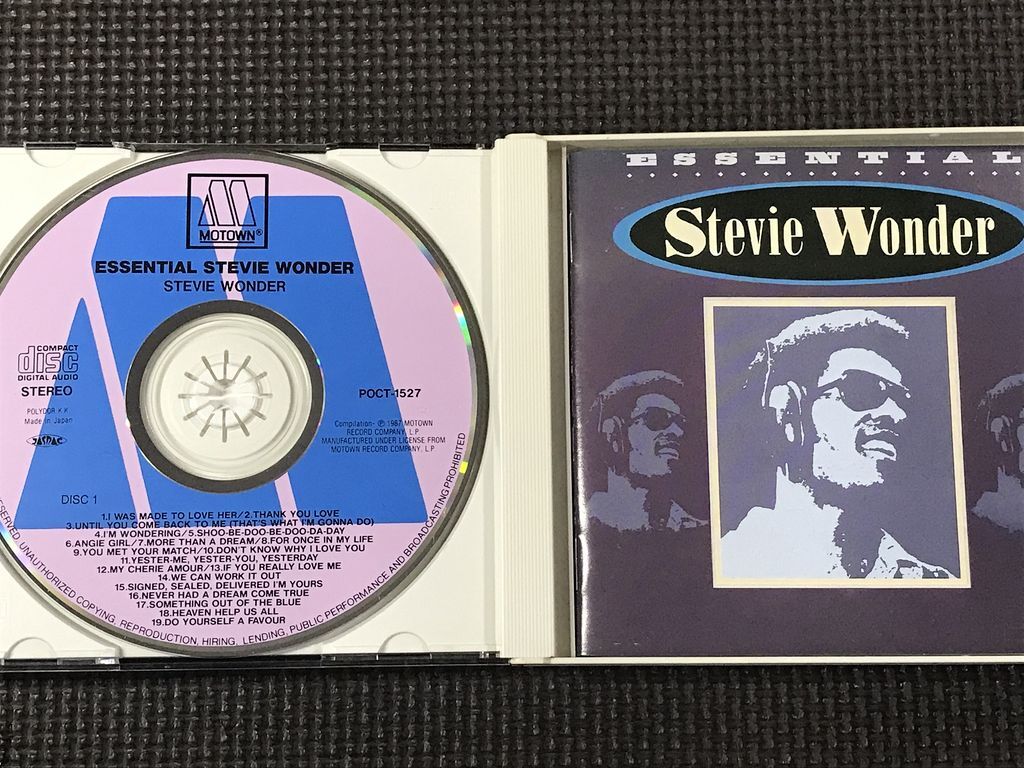 MOTOWN®
ESSENTIAL STEVIE WONDER
STEVIE WONDER
COMPACT
disc
DIGITAL AUDIO
STEREO
POLYDOR K.K.
Made in Japan
JASRAC
POCT-1527
Compilation- ℗ 1987 MOTOWN
RECORD COMPANY, L.P.
MANUFACTURED UNDER LICENSE FROM
MOTOWN RECORD COMPANY, L.P.
DISC 1
1.I WAS MADE TO LOVE HER/2.THANK YOU LOVE
3.UNTIL YOU COME BACK TO ME (THAT'S WHAT I'M GONNA DO)
4.I'M WONDERING/5.SHOO-BE-DOO-BE-DOO-DA-DAY
6.ANGIE GIRL/7.MORE THAN A DREAM/8.FOR ONCE IN MY LIFE
9.YOU MET YOUR MATCH/10.DON'T KNOW WHY I LOVE YOU
11.YESTER-ME, YESTER-YOU, YESTERDAY
12.MY CHERIE AMOUR/13.IF YOU REALLY LOVE ME
14.WE CAN WORK IT OUT
15.SIGNED, SEALED, DELIVERED I'M YOURS
16.NEVER HAD A DREAM COME TRUE
17.SOMETHING OUT OF THE BLUE
18.HEAVEN HELP US ALL
19.DO YOURSELF A FAVOUR
UNAUTHORIZED COPYING, REPRODUCTION, HIRING, LENDING, PUBLIC PERFORMANCE AND BROADCASTING PROHIBITED
ESSENTIAL
Stevie Wonder